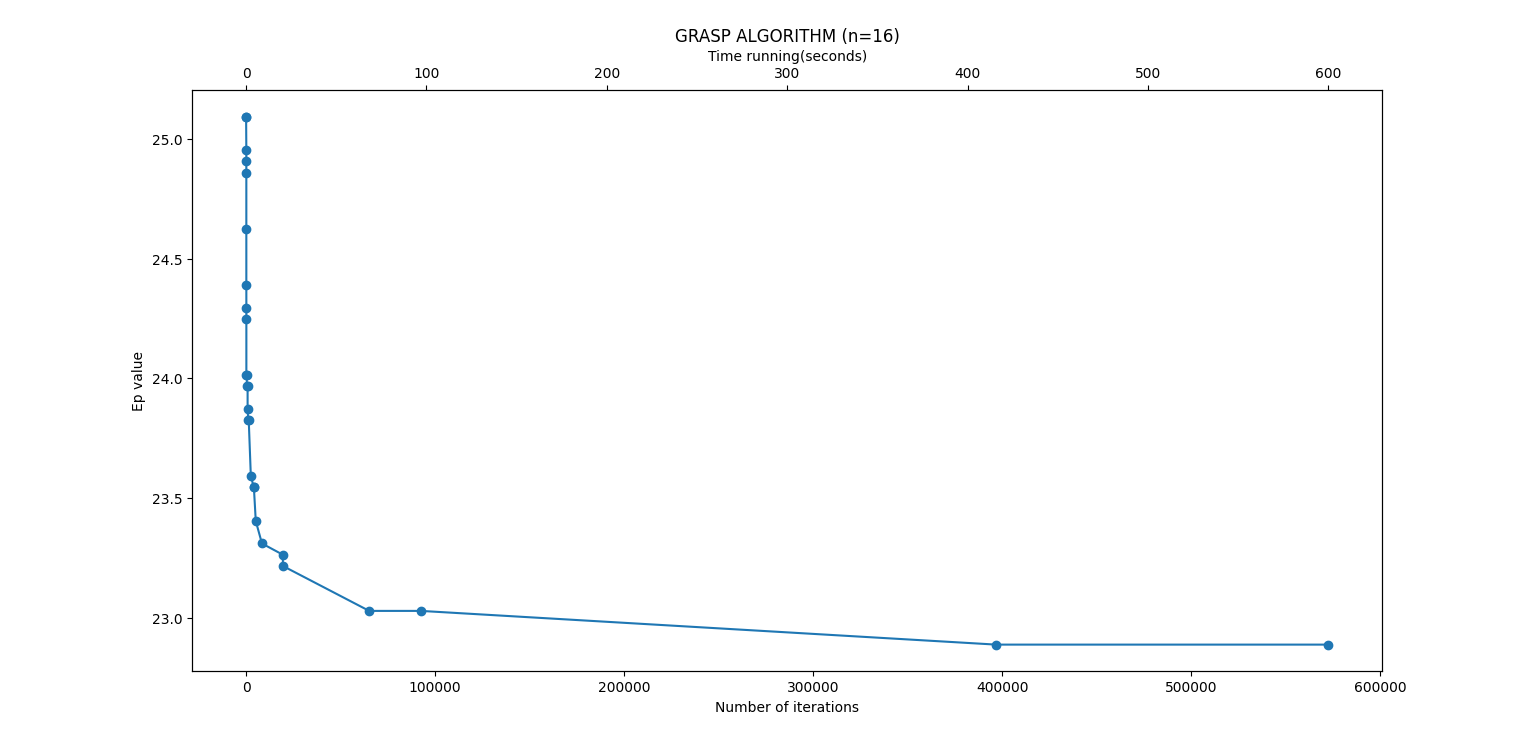 GRASP ALGORITHM (n=16)
Time running(seconds)
0 100 200 300 400 500 600
25.0
24.5
24.0
23.5
23.0
Ep value
0 100000 200000 300000 400000 500000 600000
Number of iterations